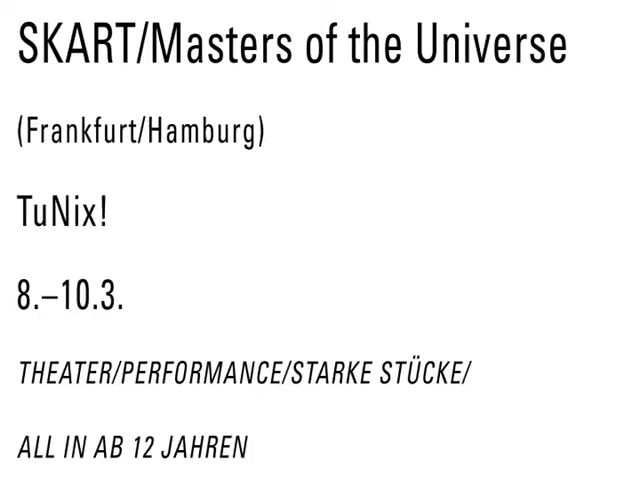 SKART/Masters of the Universe
(Frankfurt/Hamburg)
TuNix!
8.–10.3.
THEATER/PERFORMANCE/STARKE STÜCKE/
ALL IN AB 12 JAHREN